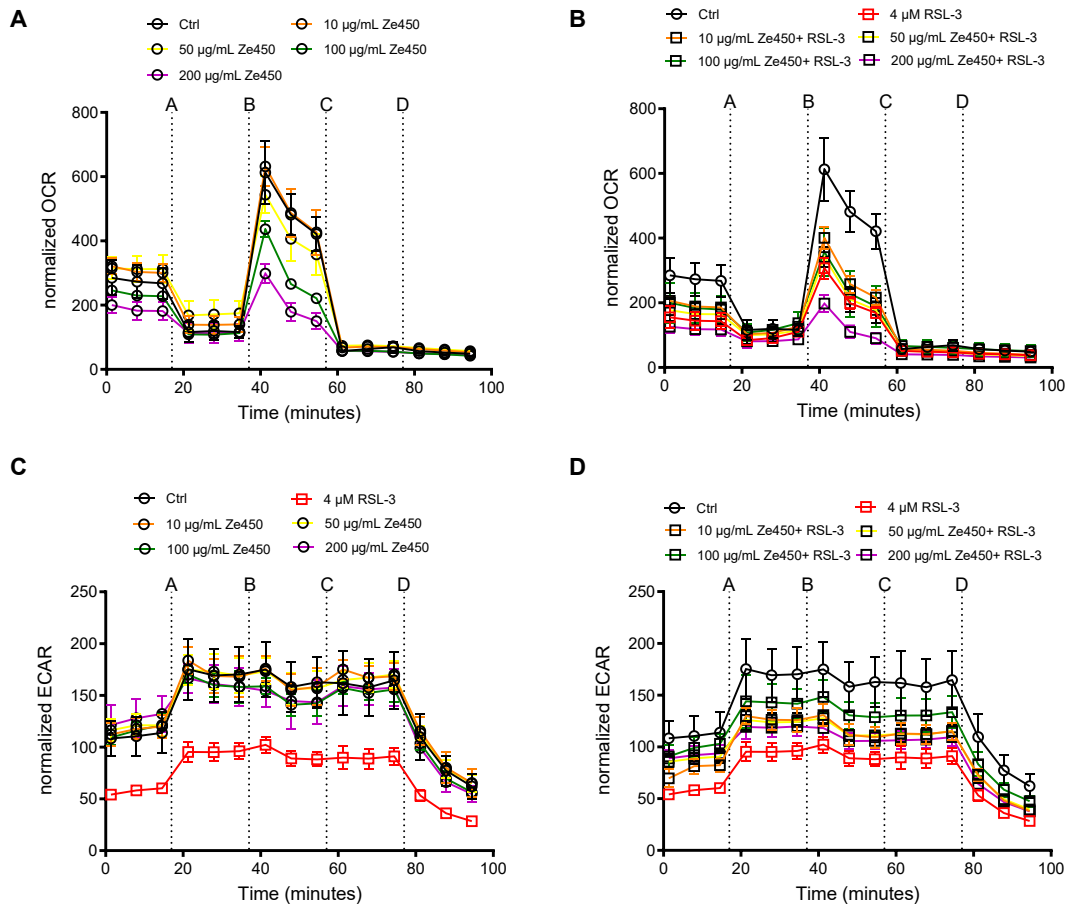 A
Ctrl
10 µg/mL Ze450
50 µg/mL Ze450
100 µg/mL Ze450
200 µg/mL Ze450
A B C D
800
600
400
200
0
normalized OCR
0 20 40 60 80 100
Time (minutes)
B
Ctrl
4 µM RSL-3
10 µg/mL Ze450+ RSL-3
50 µg/mL Ze450+ RSL-3
100 µg/mL Ze450+ RSL-3
200 µg/mL Ze450+ RSL-3
A B C D
800
600
400
200
0
normalized OCR
0 20 40 60 80 100
Time (minutes)
C
Ctrl
4 µM RSL-3
10 µg/mL Ze450
50 µg/mL Ze450
100 µg/mL Ze450
200 µg/mL Ze450
A B C D
250
200
150
100
50
0
normalized ECAR
0 20 40 60 80 100
Time (minutes)
D
Ctrl
4 µM RSL-3
10 µg/mL Ze450+ RSL-3
50 µg/mL Ze450+ RSL-3
100 µg/mL Ze450+ RSL-3
200 µg/mL Ze450+ RSL-3
A B C D
250
200
150
100
50
0
normalized ECAR
0 20 40 60 80 100
Time (minutes)